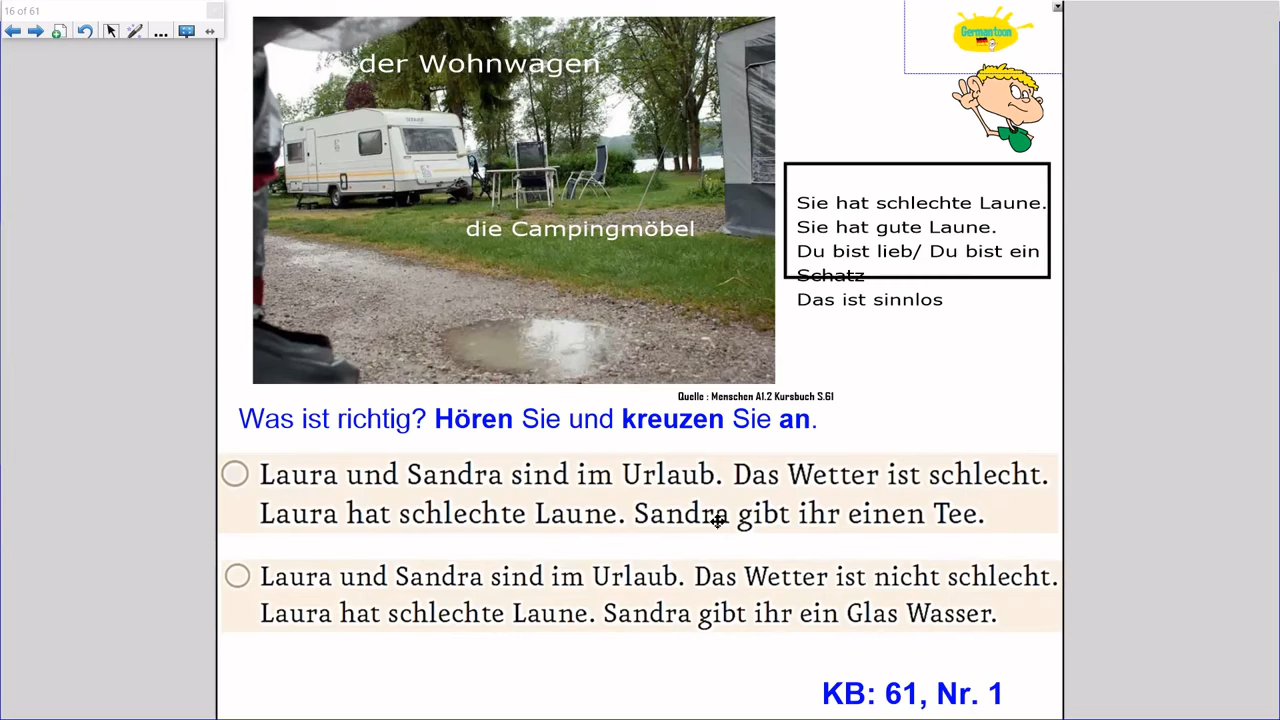 16 of 61
der Wohnwagen
die Campingmöbel
Germantoon
Sie hat schlechte Laune.
Sie hat gute Laune.
Du bist lieb/ Du bist ein
Schatz
Das ist sinnlos
Quelle : Menschen A1.2 Kursbuch S.61
Was ist richtig? Hören Sie und kreuzen Sie an.
Laura und Sandra sind im Urlaub. Das Wetter ist schlecht.
Laura hat schlechte Laune. Sandra gibt ihr einen Tee.
Laura und Sandra sind im Urlaub. Das Wetter ist nicht schlecht.
Laura hat schlechte Laune. Sandra gibt ihr ein Glas Wasser.
KB: 61, Nr. 1